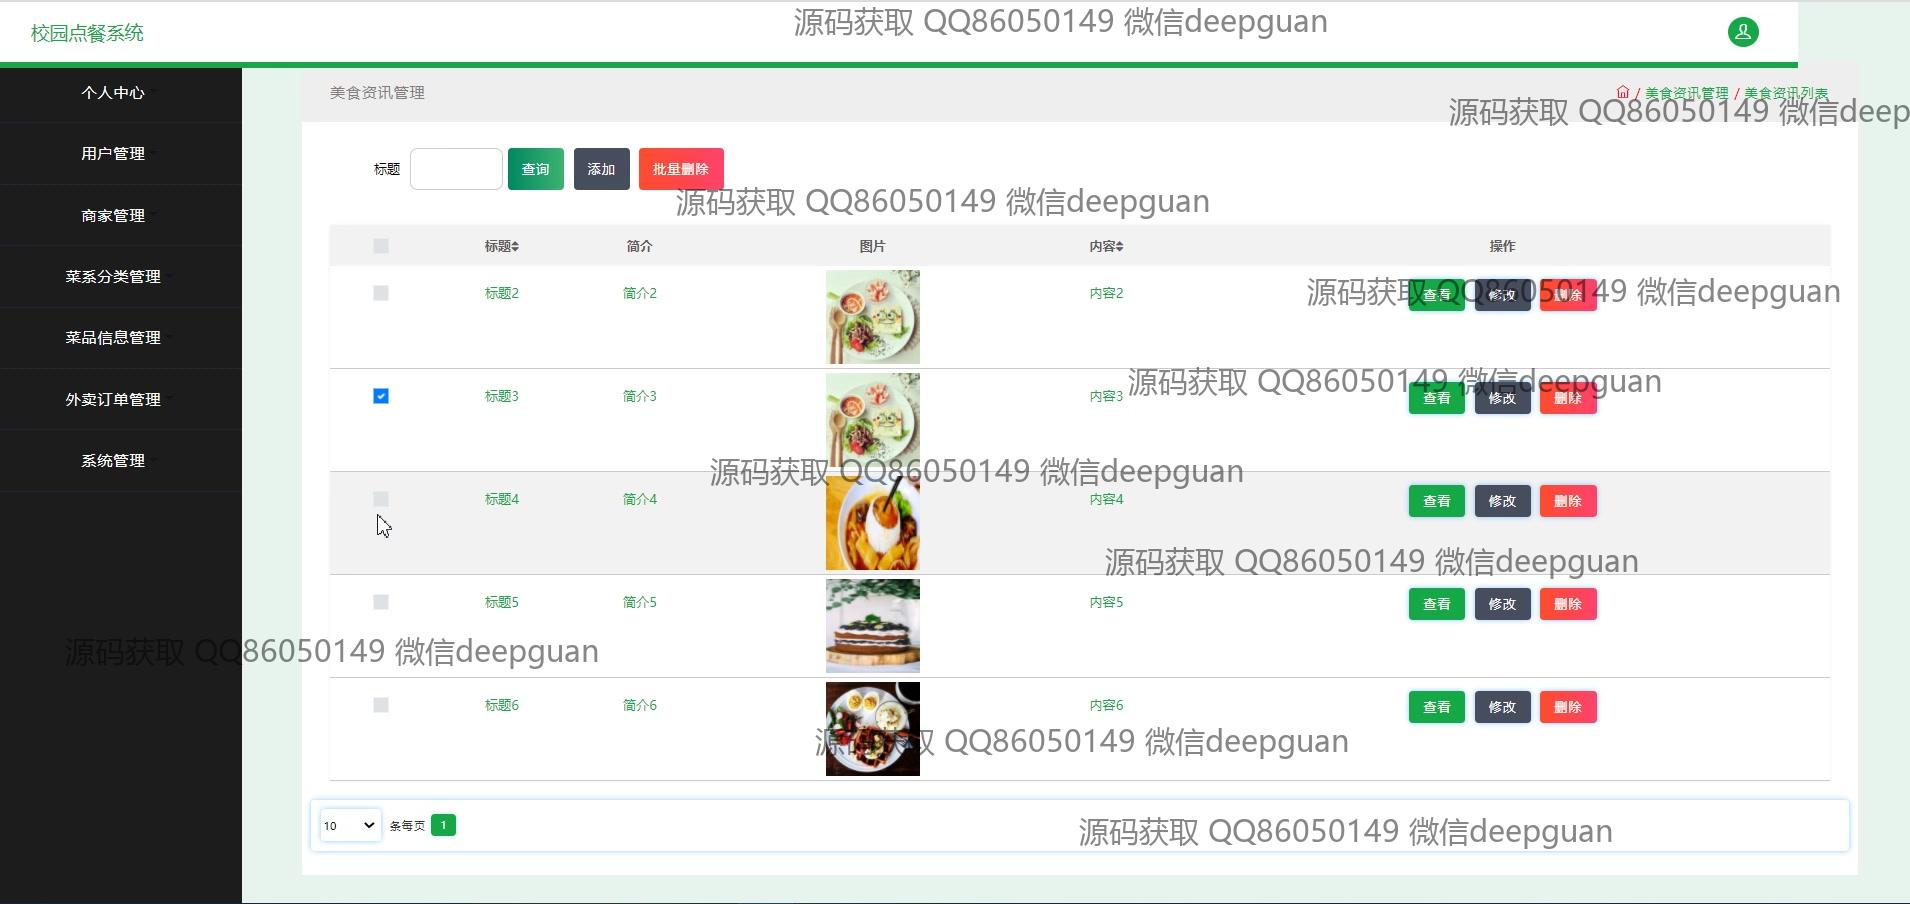 源码获取 QQ86050149 微信deepguan
校园点餐系统
个人中心
用户管理
商家管理
菜系分类管理
菜品信息管理
外卖订单管理
系统管理
美食资讯管理
/ 美食资讯管理 / 美食资讯列表
源码获取 QQ86050149 微信deep
标题 查询 添加 批量删除
源码获取 QQ86050149 微信deepguan
标题 简介 图片 内容 操作
标题2 简介2 内容2 查看 修改 删除
源码获取 QQ86050149 微信deepguan
源码获取 QQ86050149 微信deepguan
标题3 简介3 内容3 查看 修改 删除
源码获取 QQ86050149 微信deepguan
标题4 简介4 内容4 查看 修改 删除
源码获取 QQ86050149 微信deepguan
标题5 简介5 内容5 查看 修改 删除
源码获取 QQ86050149 微信deepguan
标题6 简介6 内容6 查看 修改 删除
源码获取 QQ86050149 微信deepguan
10 条每页 1
源码获取 QQ86050149 微信deepguan